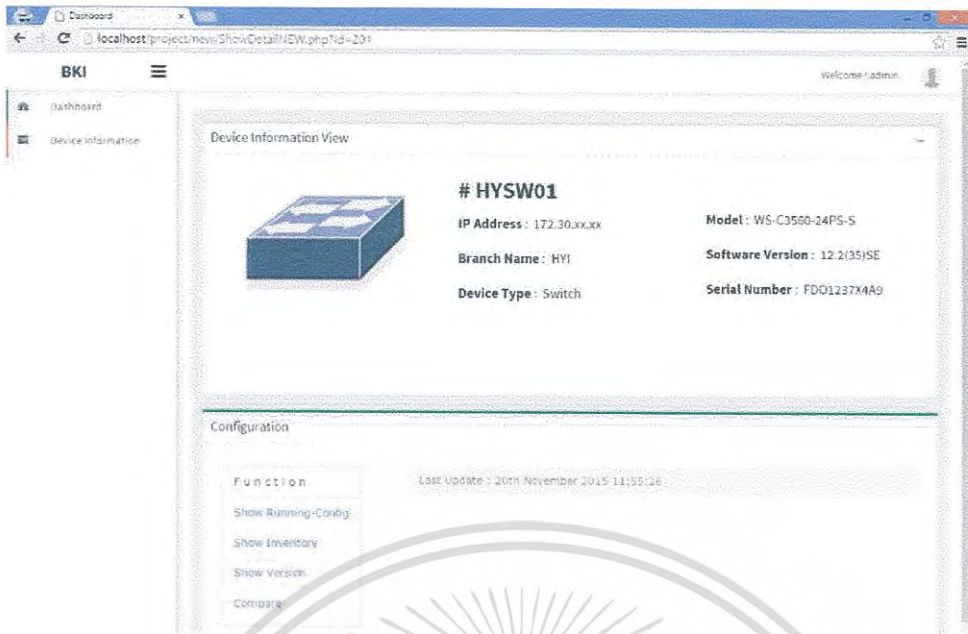 Dashboard
localhost/project/new/ShowDetailNEW.php?id=201
BKI
Welcome ! admin
Dashboard
Device Information
Device Information View
# HYSW01
IP Address : 172.30.xx.xx
Model : WS-C3560-24PS-S
Branch Name : HYI
Software Version : 12.2(35)SE
Device Type : Switch
Serial Number : FDO1237X4A9
Configuration
Function
Last Update : 20th November 2015 11:55:26
Show Running-Config
Show Inventory
Show Version
Compare